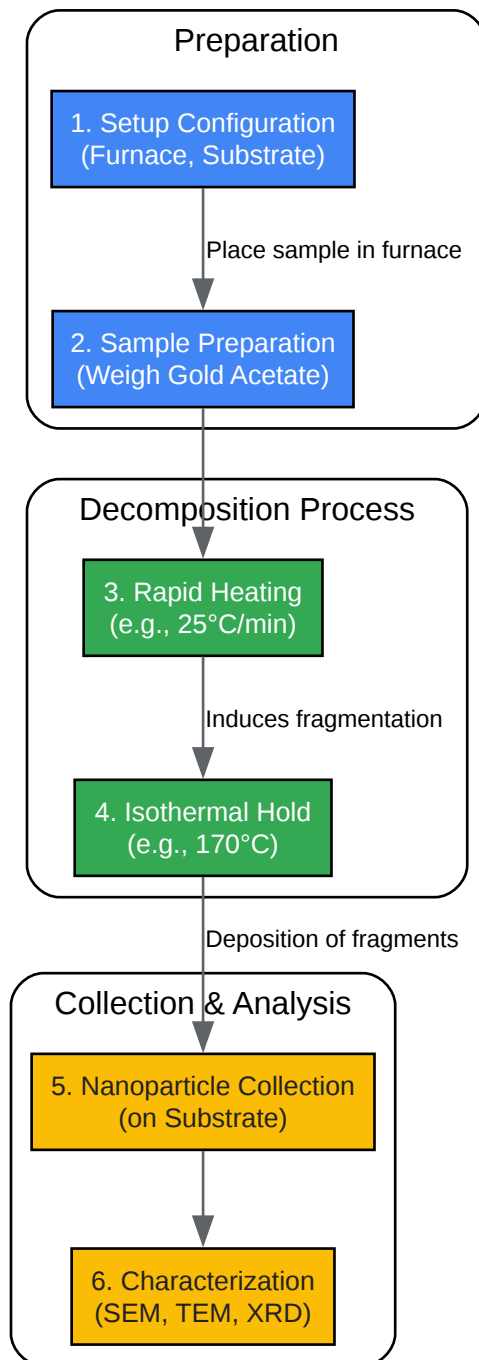 Preparation
1. Setup Configuration
(Furnace, Substrate)
Place sample in furnace
2. Sample Preparation
(Weigh Gold Acetate)
Decomposition Process
3. Rapid Heating
(e.g., 25°C/min)
Induces fragmentation
4. Isothermal Hold
(e.g., 170°C)
Deposition of fragments
Collection & Analysis
5. Nanoparticle Collection
(on Substrate)
6. Characterization
(SEM, TEM, XRD)